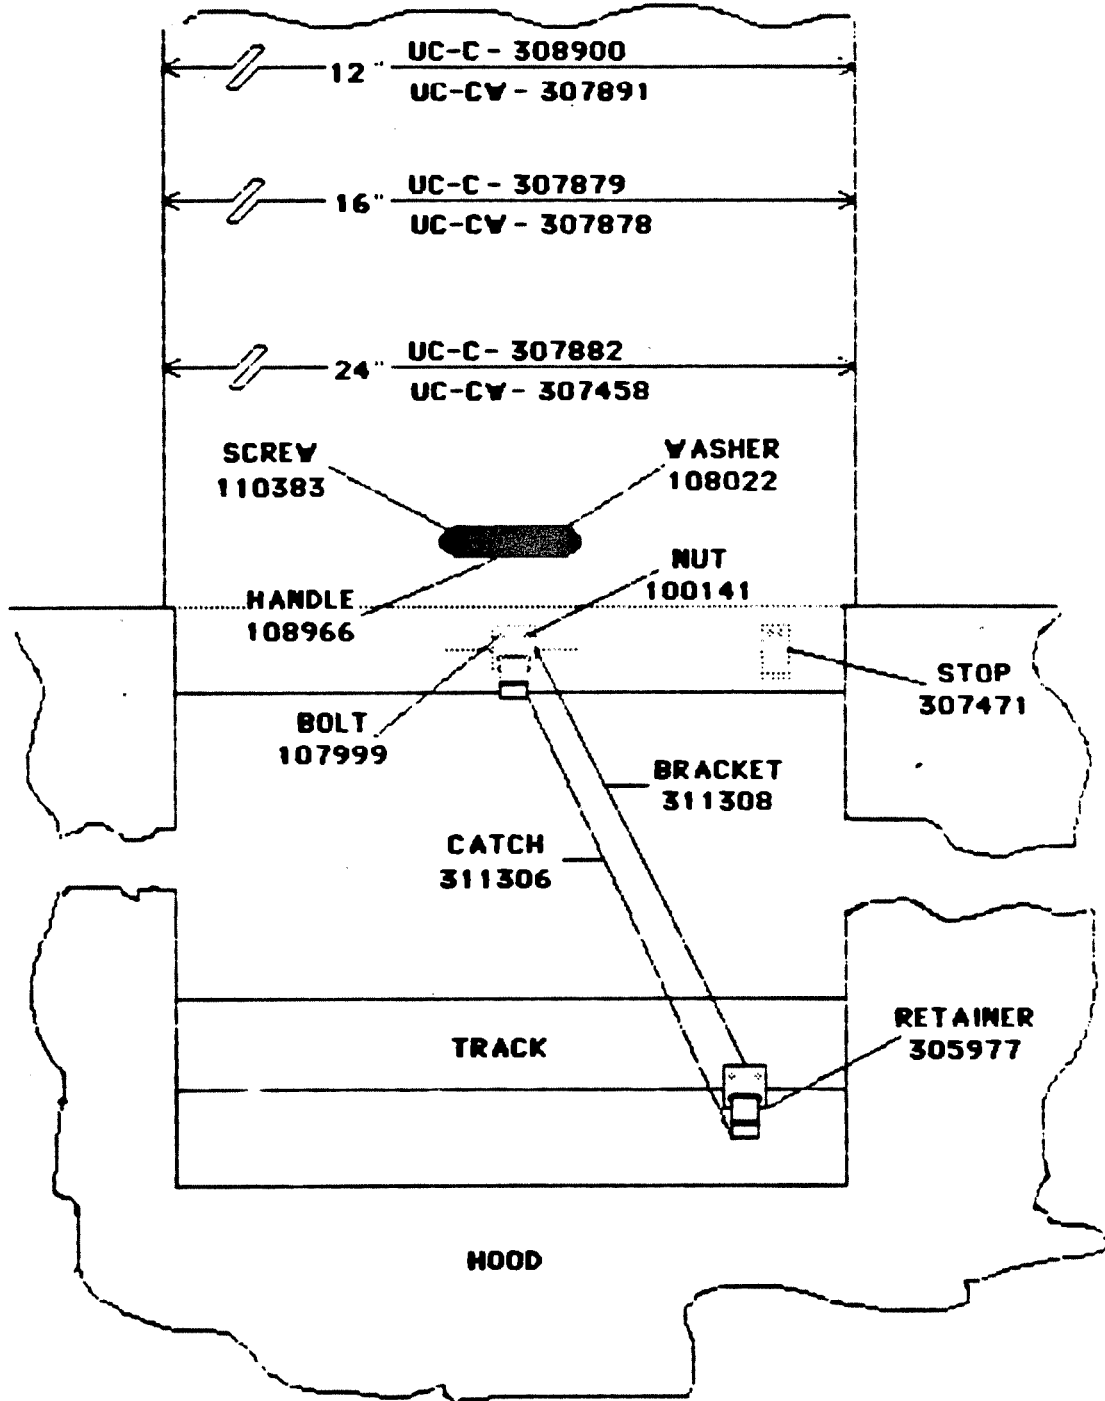 UC-C - 308900
12"
UC-CW - 307891
UC-C - 307879
16"
UC-CW - 307878
UC-C - 307882
24"
UC-CW - 307458
SCREW
110383
WASHER
108022
NUT
100141
HANDLE
108966
STOP
307471
BOLT
107999
BRACKET
311308
CATCH
311306
RETAINER
305977
TRACK
HOOD